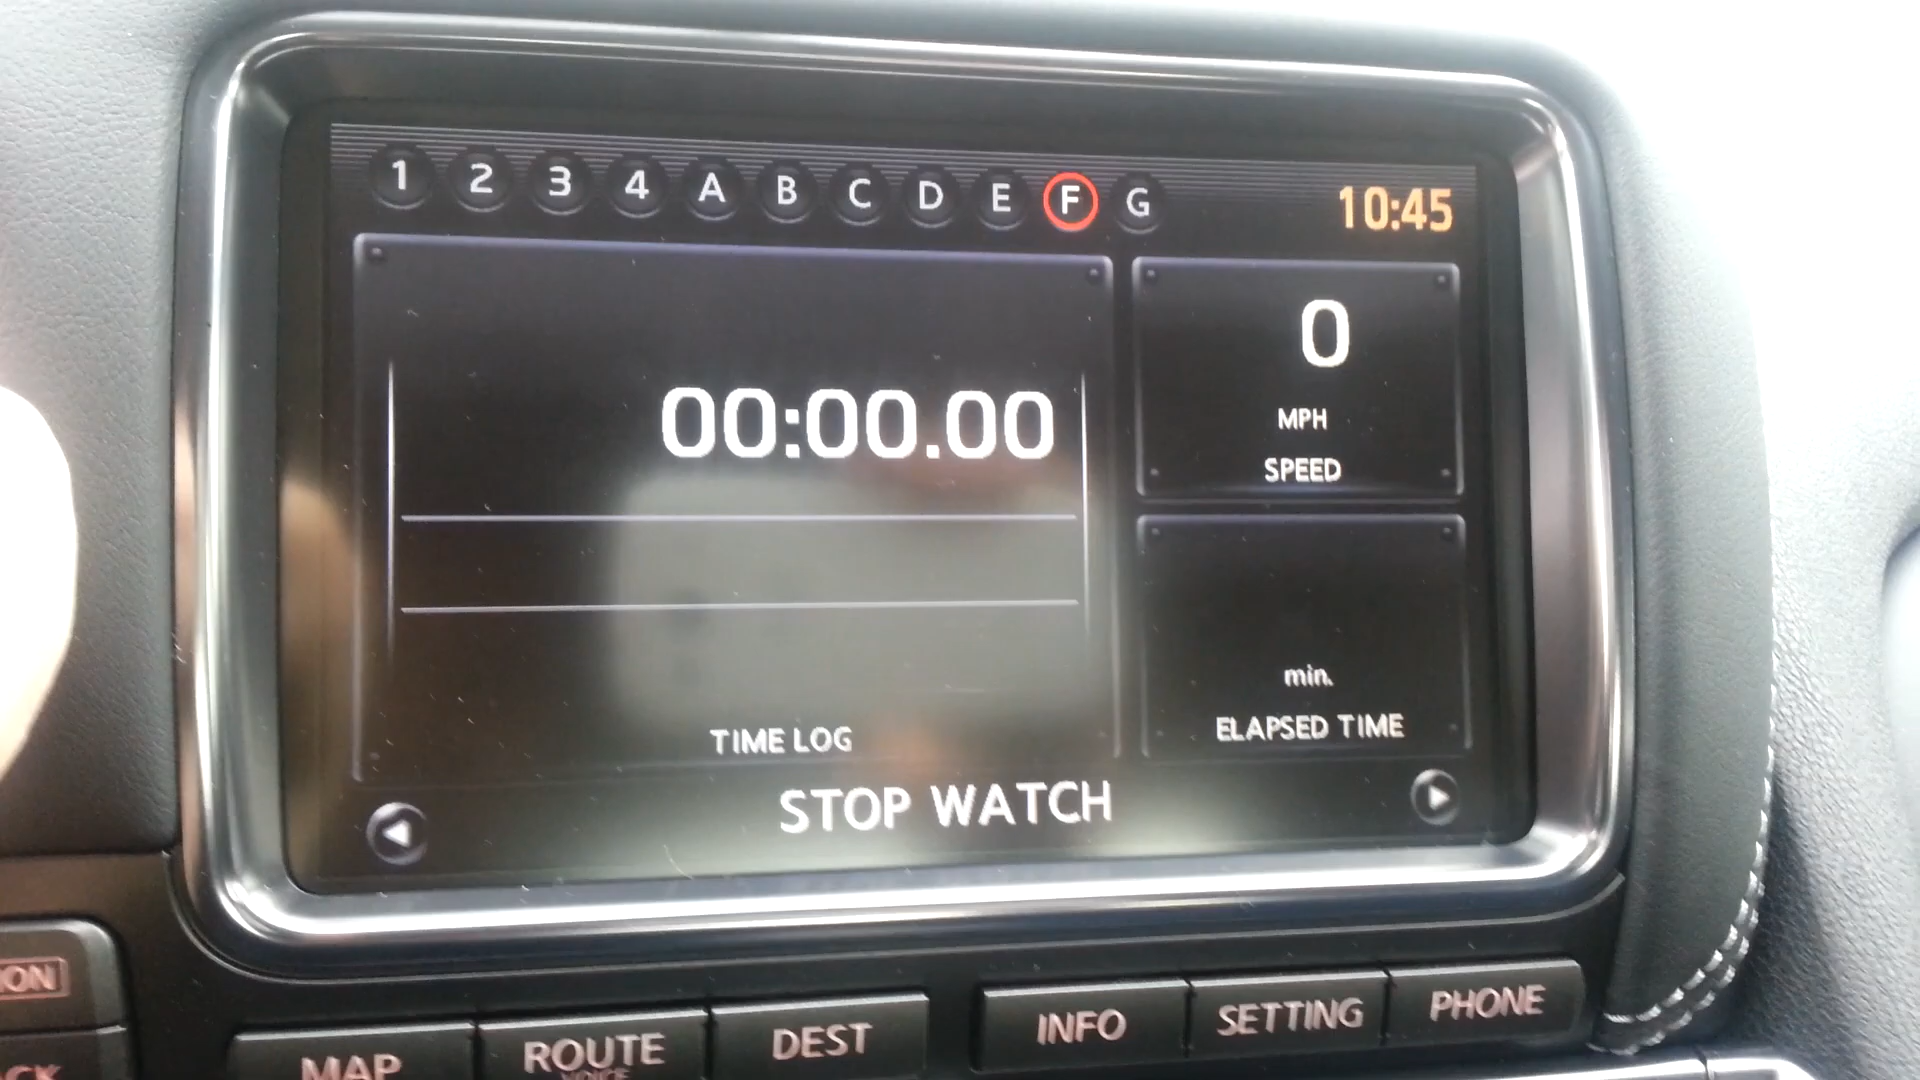 1 2 3 4 A B C D E F G
10:45
00:00.00
TIME LOG
0
MPH
SPEED
min.
ELAPSED TIME
STOP WATCH
MAP
ROUTE
VOICE
DEST
INFO
SETTING
PHONE